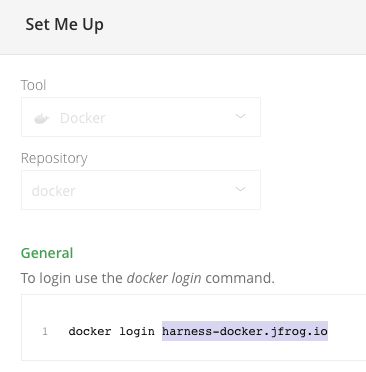 Set Me Up
Tool
Docker
Repository
docker
General
To login use the docker login command.
1 docker login harness-docker.jfrog.io